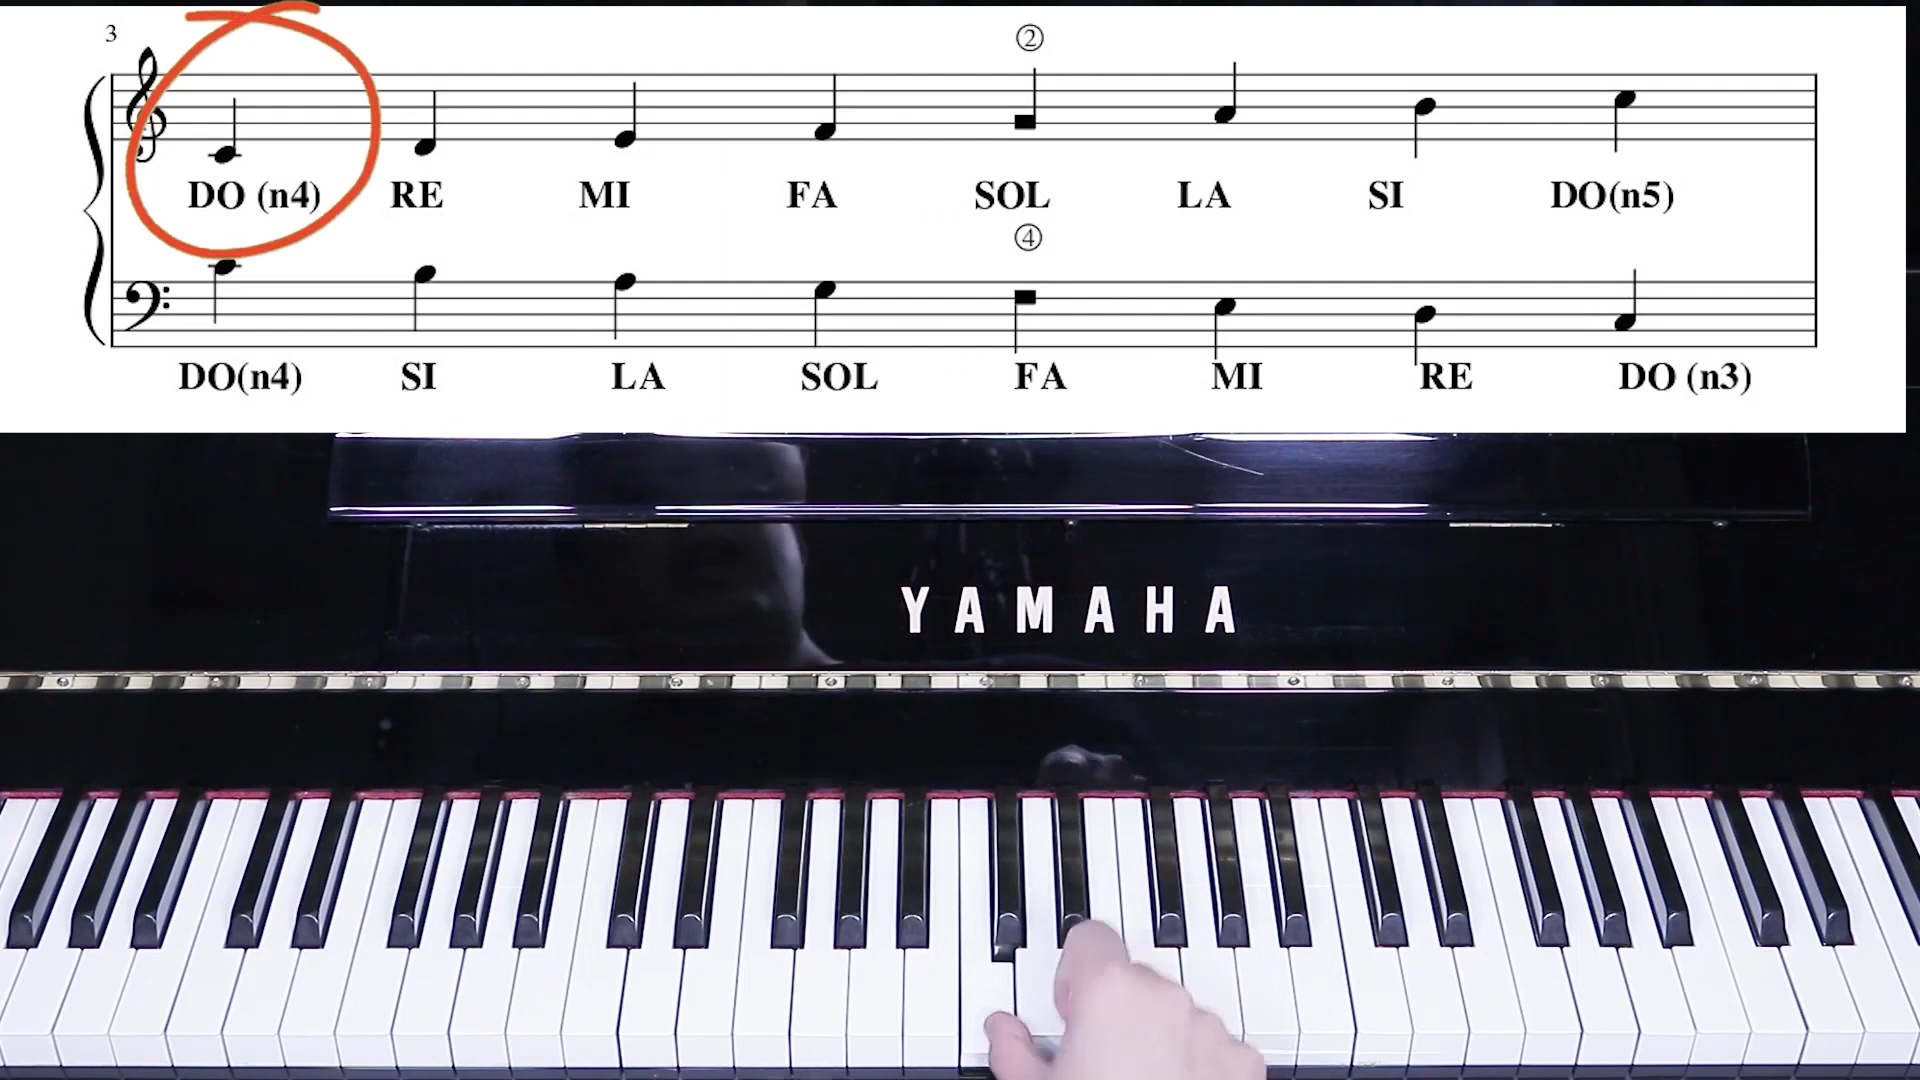 3
②
DO (n4) RE MI FA SOL LA SI DO(n5)
④
DO(n4) SI LA SOL FA MI RE DO (n3)
YAMAHA